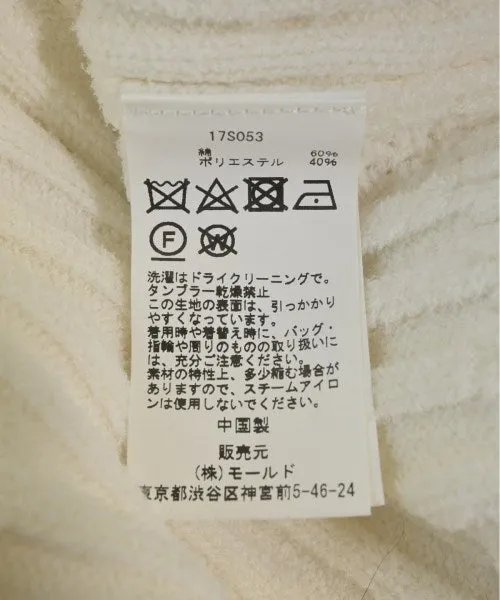 17S053
綿 60%
ポリエステル 40%
F W
洗濯はドライクリーニングで。
タンブラー乾燥禁止
この生地の表面は、引っかかり
やすくなっています。
着用時や着替え時に、バッグ・
指輪や周りのものの取り扱いに
は、充分ご注意ください。
素材の特性上、多少縮む場合が
ありますので、スチームアイロ
ンは使用しないでください。
中国製
販売元
(株)モールド
東京都渋谷区神宮前5-46-24